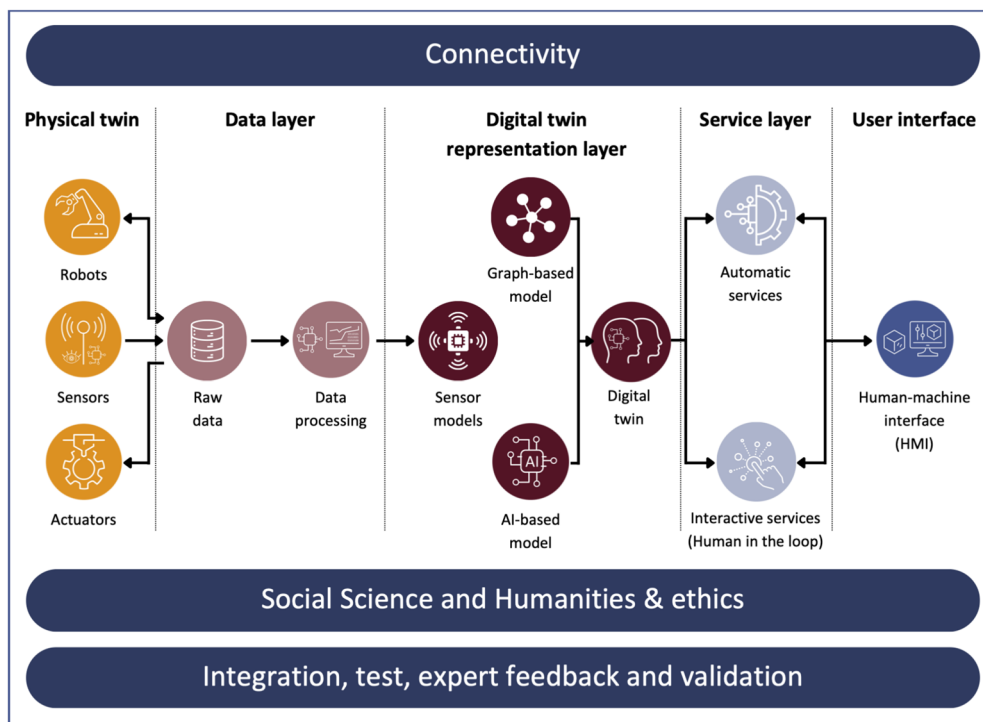 Connectivity
Physical twin
Data layer
Digital twin
representation layer
Service layer
User interface
Robots
Graph-based
model
Automatic
services
Sensors
Raw
data
Data
processing
Sensor
models
Digital
twin
Human-machine
interface
(HMI)
Actuators
AI
AI-based
model
Interactive services
(Human in the loop)
Social Science and Humanities & ethics
Integration, test, expert feedback and validation